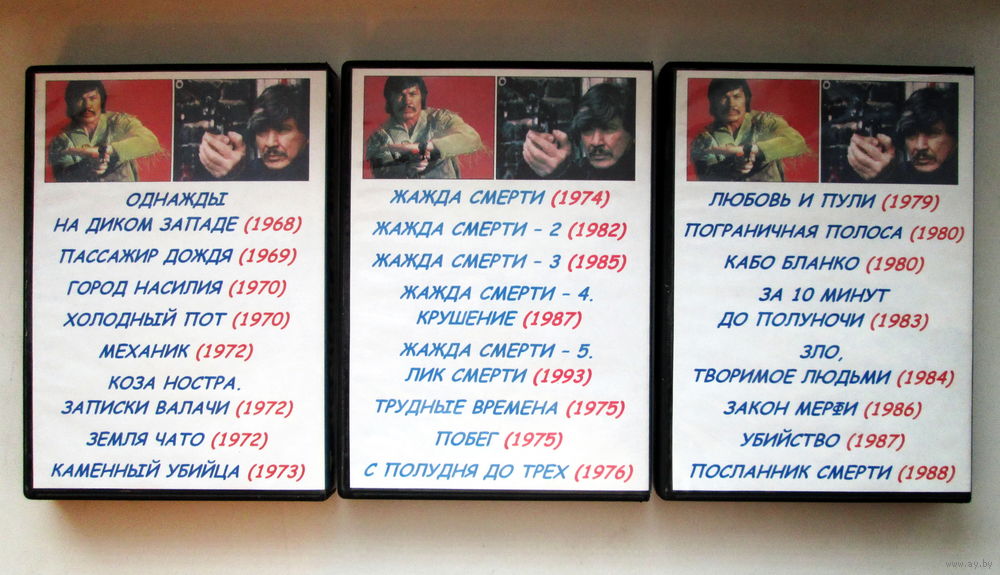 ОДНАЖДЫ
НА ДИКОМ ЗАПАДЕ (1968)
ПАССАЖИР ДОЖДЯ (1969)
ГОРОД НАСИЛИЯ (1970)
ХОЛОДНЫЙ ПОТ (1970)
МЕХАНИК (1972)
КОЗА НОСТРА.
ЗАПИСКИ ВАЛАЧИ (1972)
ЗЕМЛЯ ЧАТО (1972)
КАМЕННЫЙ УБИЙЦА (1973)
ЖАЖДА СМЕРТИ (1974)
ЖАЖДА СМЕРТИ - 2 (1982)
ЖАЖДА СМЕРТИ - 3 (1985)
ЖАЖДА СМЕРТИ - 4.
КРУШЕНИЕ (1987)
ЖАЖДА СМЕРТИ - 5.
ЛИК СМЕРТИ (1993)
ТРУДНЫЕ ВРЕМЕНА (1975)
ПОБЕГ (1975)
С ПОЛУДНЯ ДО ТРЕХ (1976)
ЛЮБОВЬ И ПУЛИ (1979)
ПОГРАНИЧНАЯ ПОЛОСА (1980)
КАБО БЛАНКО (1980)
ЗА 10 МИНУТ
ДО ПОЛУНОЧИ (1983)
ЗЛО,
ТВОРИМОЕ ЛЮДЬМИ (1984)
ЗАКОН МЕРФИ (1986)
УБИЙСТВО (1987)
ПОСЛАННИК СМЕРТИ (1988)
www.ay.by